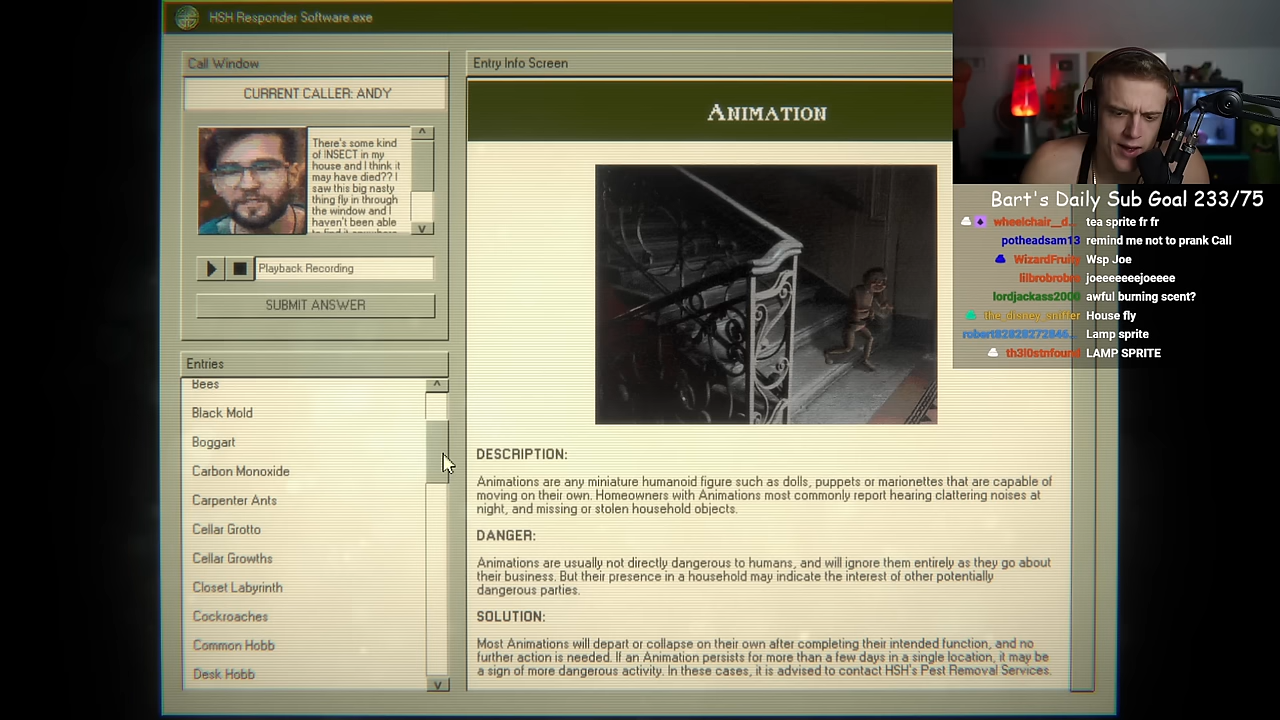 HSH Responder Software.exe
Call Window
CURRENT CALLER: ANDY
There's some kind
of INSECT in my
house and I think it
may have died?? I
saw this big nasty
thing fly in through
the window and I
haven't been able
Playback Recording
SUBMIT ANSWER
Entries
Bees
Black Mold
Boggart
Carbon Monoxide
Carpenter Ants
Cellar Grotto
Cellar Growths
Closet Labyrinth
Cockroaches
Common Hobb
Desk Hobb
Entry Info Screen
ANIMATION
DESCRIPTION:
Animations are any miniature humanoid figure such as dolls, puppets or marionettes that are capable of
moving on their own. Homeowners with Animations most commonly report hearing clattering noises at
night, and missing or stolen household objects.
DANGER:
Animations are usually not directly dangerous to humans, and will ignore them entirely as they go about
their business. But their presence in a household may indicate the interest of other potentially
dangerous parties.
SOLUTION:
Most Animations will depart or collapse on their own after completing their intended function, and no
further action is needed. If an Animation persists for more than a few days in a single location, it may be
a sign of more dangerous activity. In these cases, it is advised to contact HSH's Pest Removal Services.
Bart's Daily Sub Goal 233/75
wheelchair__d... tea sprite fr fr
potheadsam13 remind me not to prank Call
Wsp Joe
joeeeeeeejoeeee
lordjackass2000 awful burning scent?
the_disney_sniffer House fly
robert82828272846... Lamp sprite
LAMP SPRITE